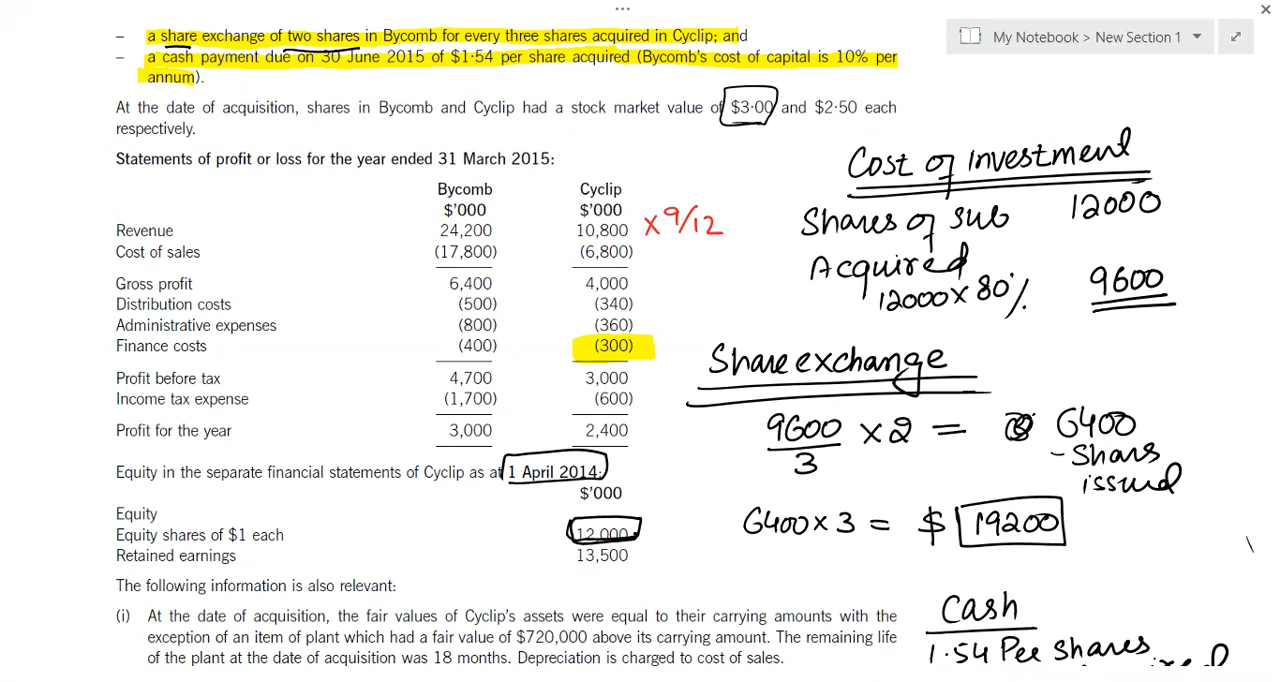 – a share exchange of two shares in Bycomb for every three shares acquired in Cyclip; and
– a cash payment due on 30 June 2015 of $1·54 per share acquired (Bycomb's cost of capital is 10% per
annum).
My Notebook > New Section 1
At the date of acquisition, shares in Bycomb and Cyclip had a stock market value of $3·00 and $2·50 each
respectively.
Statements of profit or loss for the year ended 31 March 2015:
Bycomb Cyclip
$'000 $'000
Revenue 24,200 10,800 x 9/12
Cost of sales (17,800) (6,800)
Gross profit 6,400 4,000
Distribution costs (500) (340)
Administrative expenses (800) (360)
Finance costs (400) (300)
Profit before tax 4,700 3,000
Income tax expense (1,700) (600)
Profit for the year 3,000 2,400
Equity in the separate financial statements of Cyclip as at 1 April 2014:
$'000
Equity
Equity shares of $1 each 12,000
Retained earnings 13,500
The following information is also relevant:
(i) At the date of acquisition, the fair values of Cyclip's assets were equal to their carrying amounts with the
exception of an item of plant which had a fair value of $720,000 above its carrying amount. The remaining life
of the plant at the date of acquisition was 18 months. Depreciation is charged to cost of sales.
Cost of investment
Shares of sub 12000
Acquired
12000 x 80% 9600
Share exchange
9600/3 x 2 = 6400
- Shars
issued
6400 x 3 = $ 19200
Cash
1.54 Per Shares